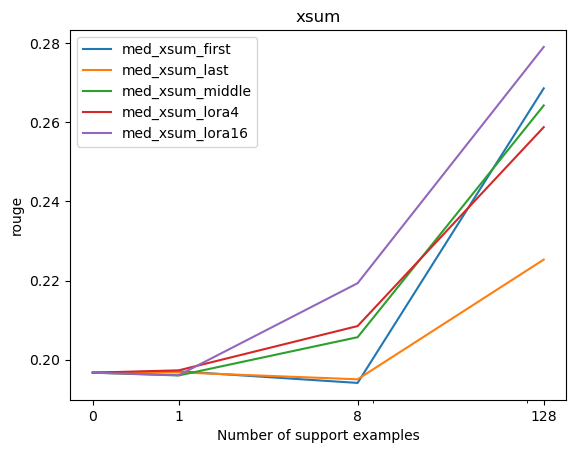 xsum
med_xsum_first
med_xsum_last
med_xsum_middle
med_xsum_lora4
med_xsum_lora16
rouge
0.28
0.26
0.24
0.22
0.20
0 1 8 128
Number of support examples